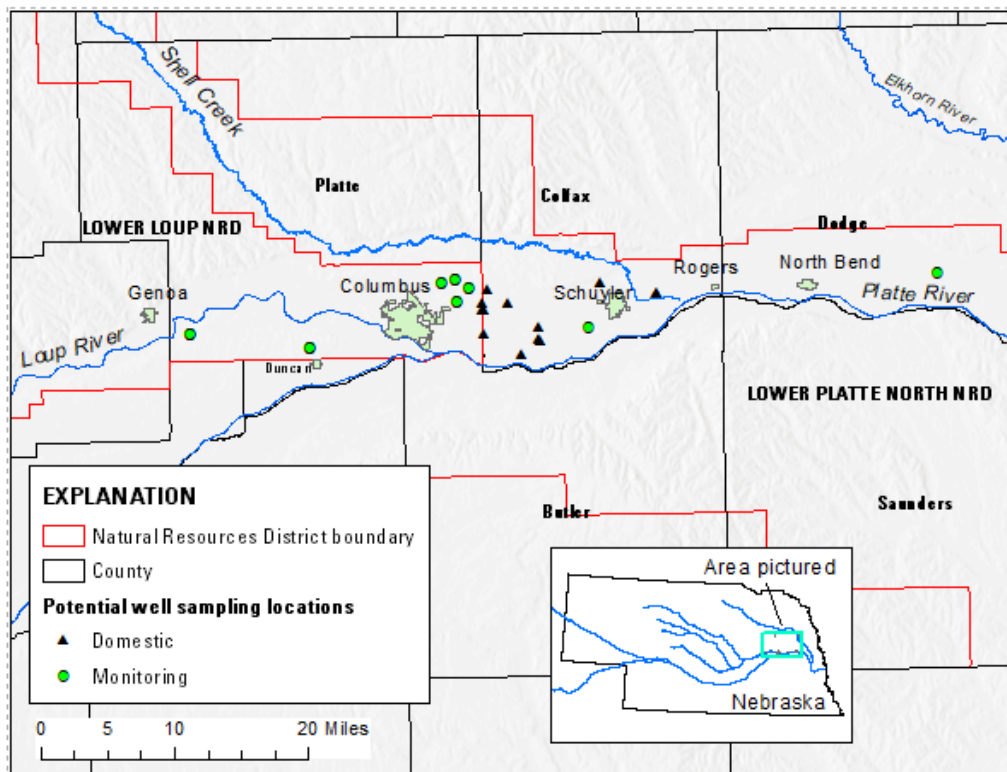 Shell Creek
Elkhorn River
Platte
Colfax
Dodge
LOWER LOUP NRD
Genoa
Columbus
Schuyler
Rogers
North Bend
Platte River
Loup River
Duncan
LOWER PLATTE NORTH NRD
Butler
Saunders
EXPLANATION
Natural Resources District boundary
County
Potential well sampling locations
Domestic
Monitoring
0 5 10 20 Miles
Area pictured
Nebraska